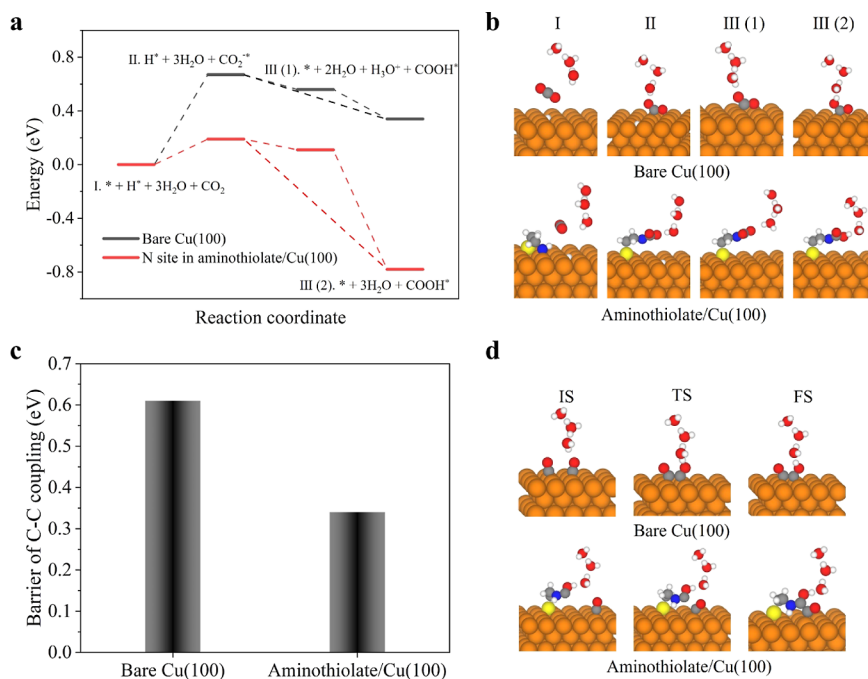 a
0.8
0.4
0.0
-0.4
-0.8
Energy (eV)
II. H* + 3H₂O + CO₂⁻*
III (1). * + 2H₂O + H₃O⁺ + COOH*
I. * + H* + 3H₂O + CO₂
Bare Cu(100)
N site in aminothiolate/Cu(100)
III (2). * + 3H₂O + COOH*
Reaction coordinate
b
I II III (1) III (2)
Bare Cu(100)
Aminothiolate/Cu(100)
c
0.7
0.6
0.5
0.4
0.3
0.2
0.1
0.0
Barrier of C-C coupling (eV)
Bare Cu(100) Aminothiolate/Cu(100)
d
IS TS FS
Bare Cu(100)
Aminothiolate/Cu(100)